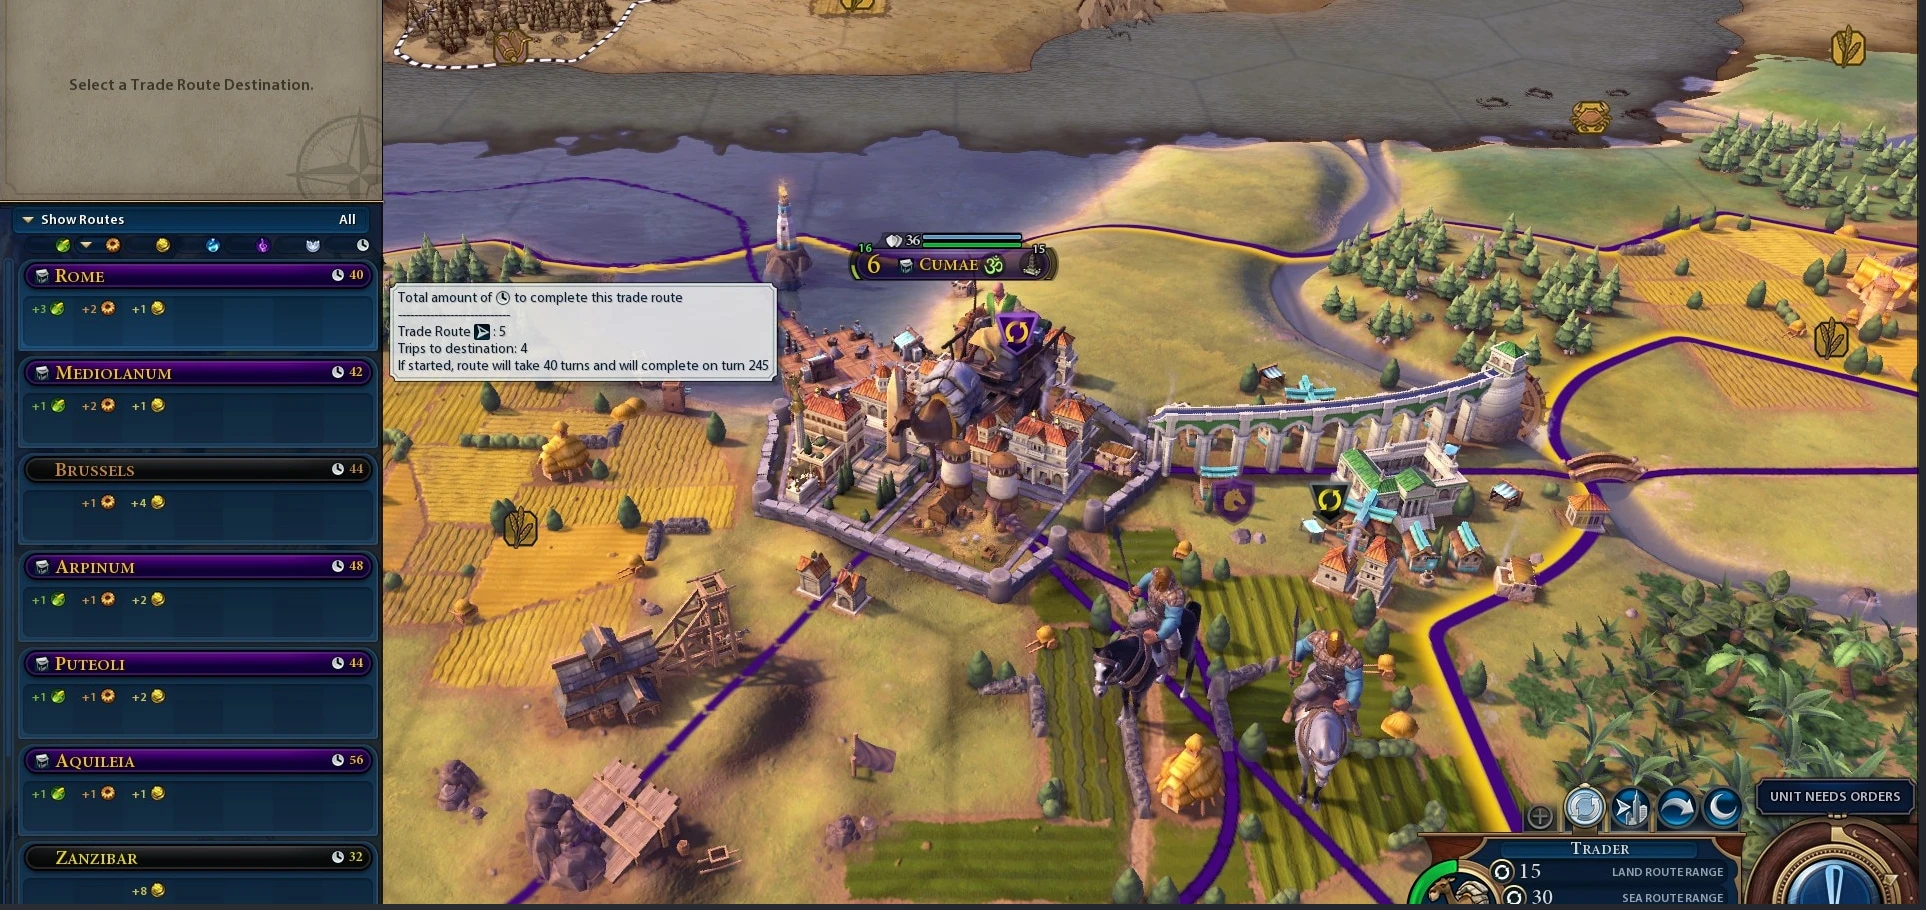 Select a Trade Route Destination.
Show Routes All
ROME 40
+3 +2 +1
MEDIOLANUM 42
+1 +2 +1
BRUSSELS 44
+1 +4
ARPINUM 48
+1 +1 +2
PUTEOLI 44
+1 +1 +2
AQUILEIA 56
+1 +1 +1
ZANZIBAR 32
+8
Total amount of to complete this trade route
--------------------------------
Trade Route : 5
Trips to destination: 4
If started, route will take 40 turns and will complete on turn 245
36
16 15
6 CUMAE ॐ
UNIT NEEDS ORDERS
TRADER
15 LAND ROUTE RANGE
30 SEA ROUTE RANGE